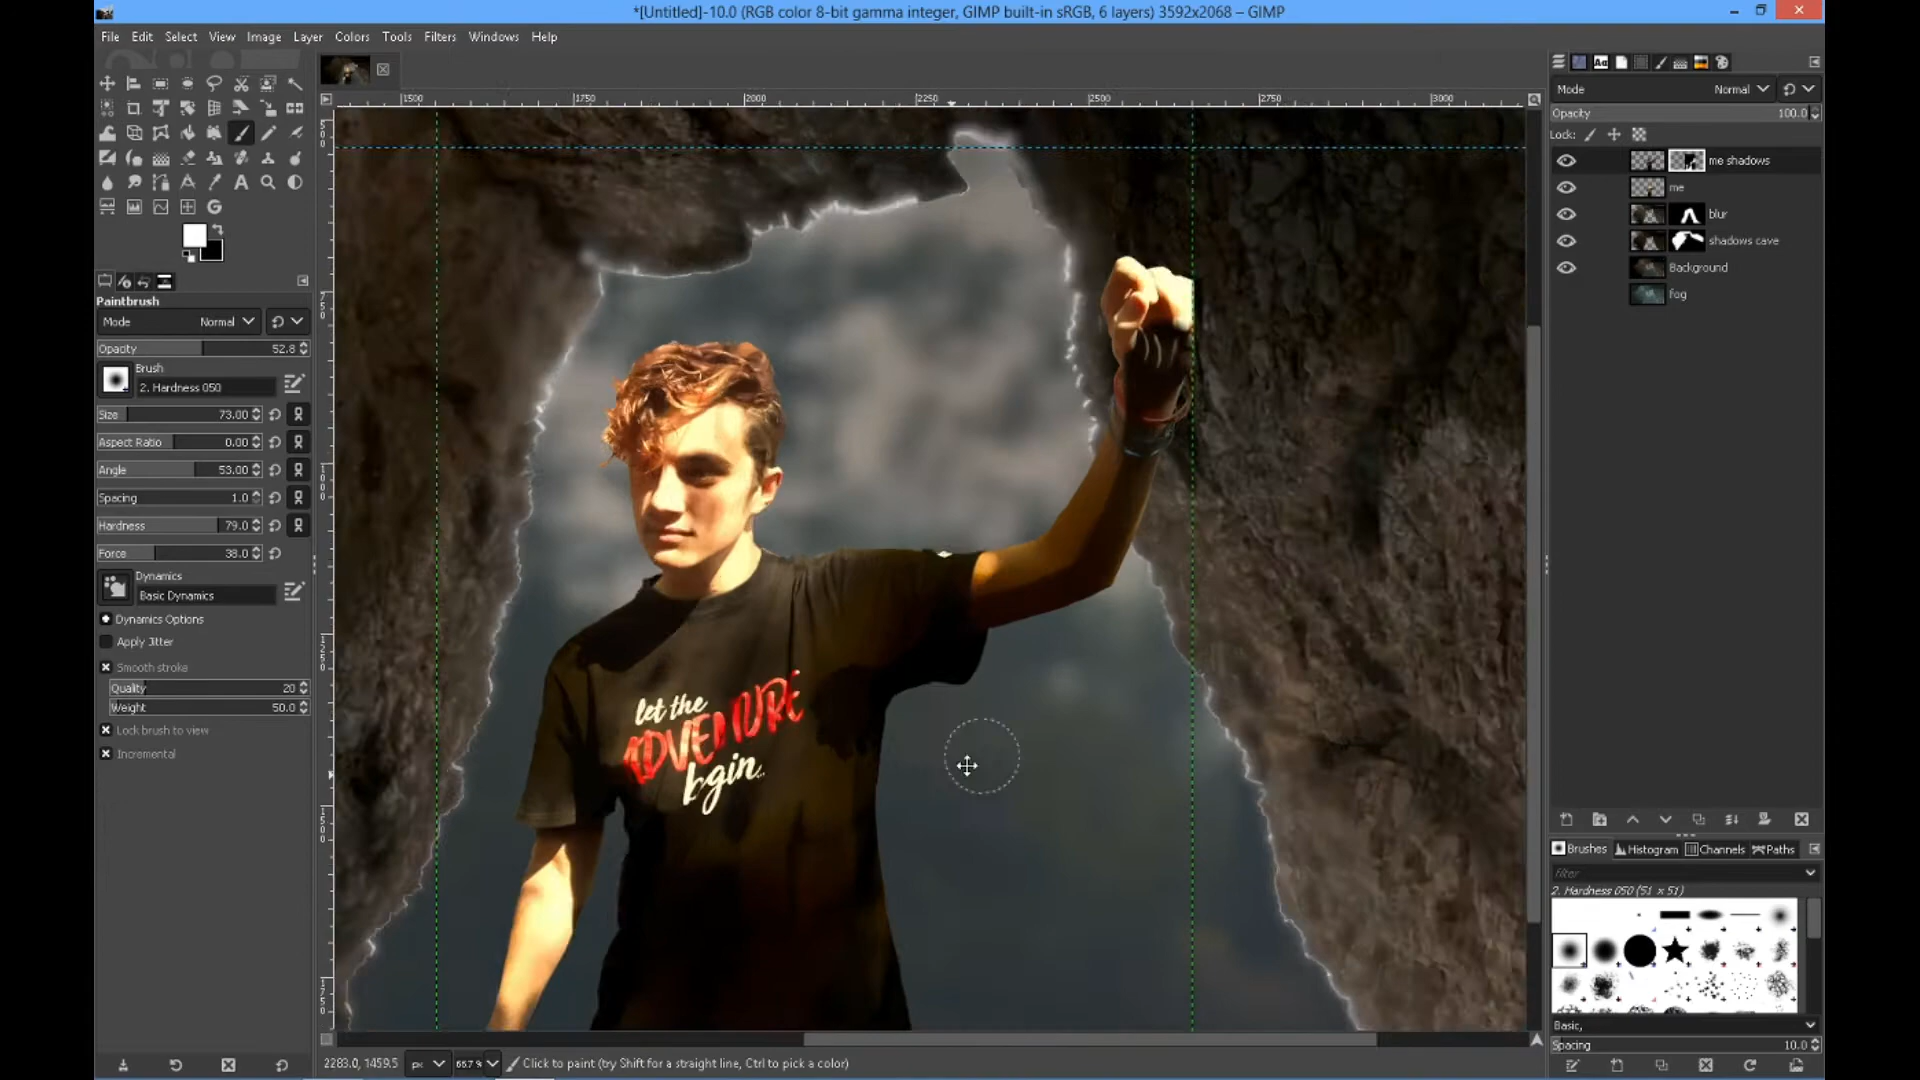 *[Untitled]-10.0 (RGB color 8-bit gamma integer, GIMP built-in sRGB, 6 layers) 3592x2068 – GIMP
File Edit Select View Image Layer Colors Tools Filters Windows Help
1500 1750 2000 2250 2500 2750 3000
Mode Normal
Opacity 100.0
Lock:
me shadows
me
blur
shadows cave
Background
fog
Paintbrush
Mode Normal
Opacity 52.8
Brush
2. Hardness 050
Size 73.00
Aspect Ratio 0.00
Angle 53.00
Spacing 1.0
Hardness 79.0
Force 38.0
Dynamics
Basic Dynamics
Dynamics Options
Apply Jitter
Smooth stroke
Quality 20
Weight 50.0
Lock brush to view
Incremental
let the
ADVENTURE
begin..
Brushes Histogram Channels Paths
filter
2. Hardness 050 (51 × 51)
Basic,
Spacing 10.0
2283.0, 1459.5 px 66.7 % Click to paint (try Shift for a straight line, Ctrl to pick a color)